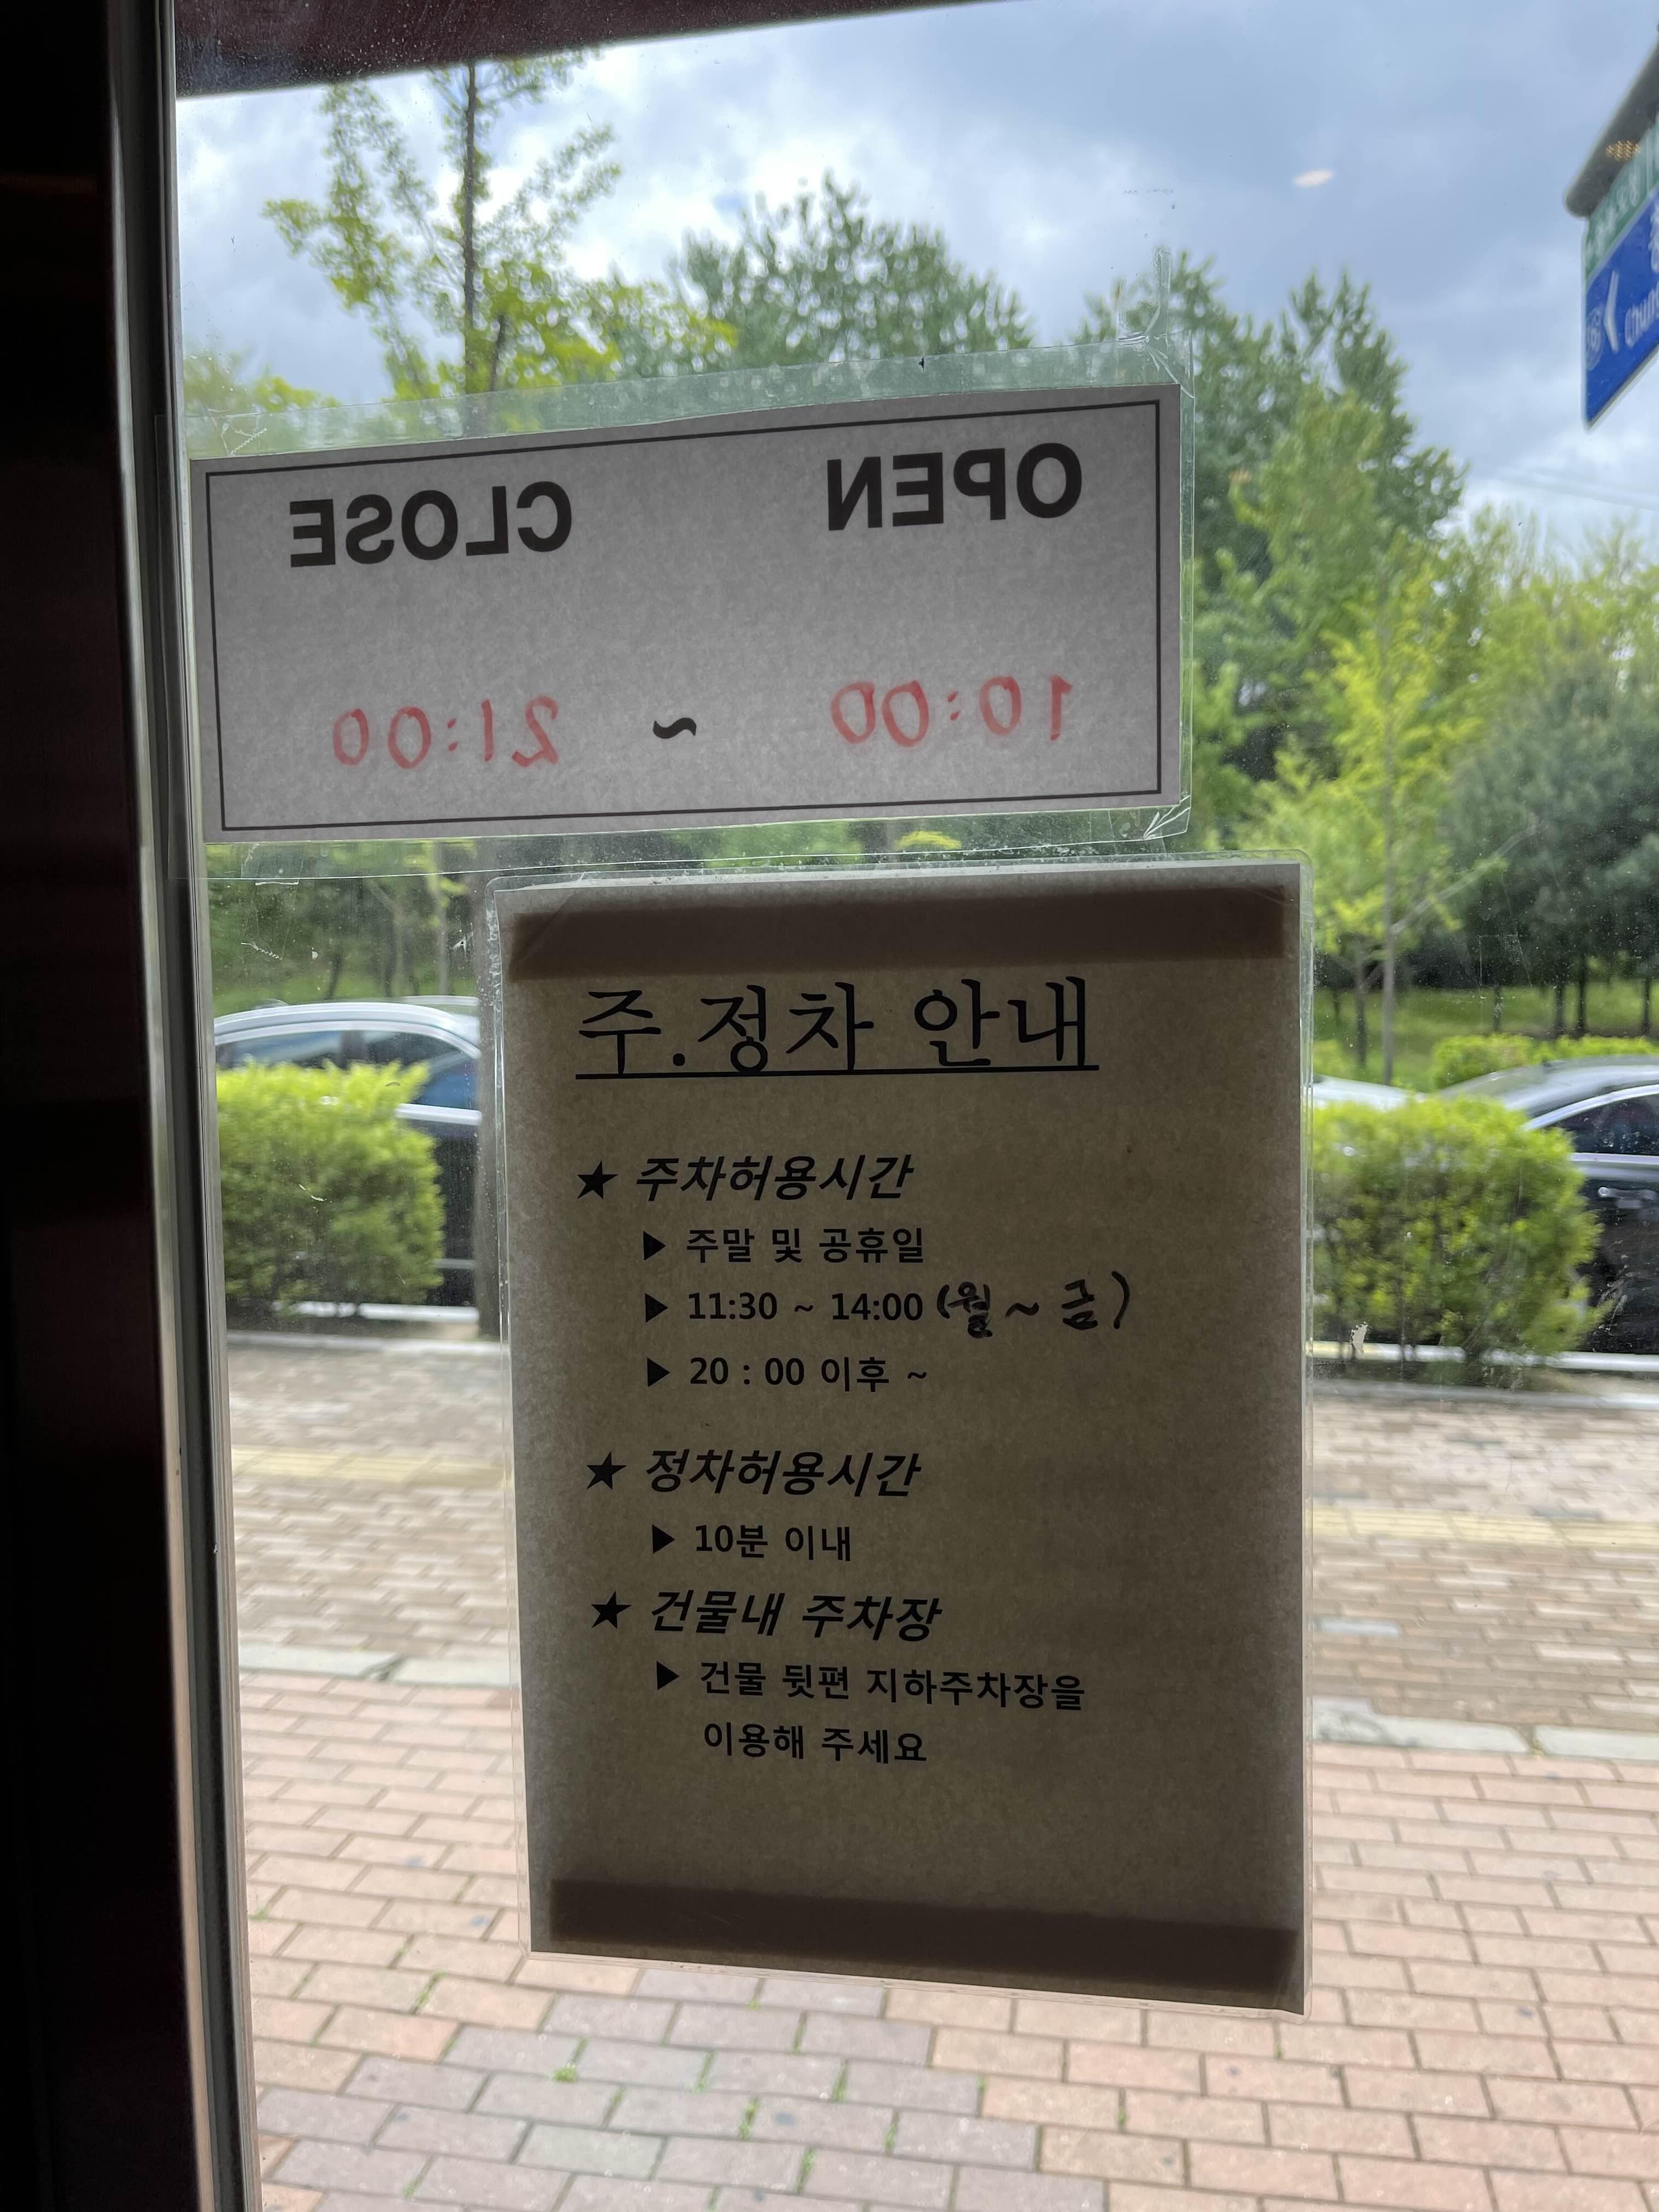 OPEN CLOSE
10:00 ~ 21:00
주.정차 안내
★ 주차허용시간
▶ 주말 및 공휴일
▶ 11:30 ~ 14:00 (월 ~ 금)
▶ 20 : 00 이후 ~
★ 정차허용시간
▶ 10분 이내
★ 건물내 주차장
▶ 건물 뒷편 지하주차장을
이용해 주세요